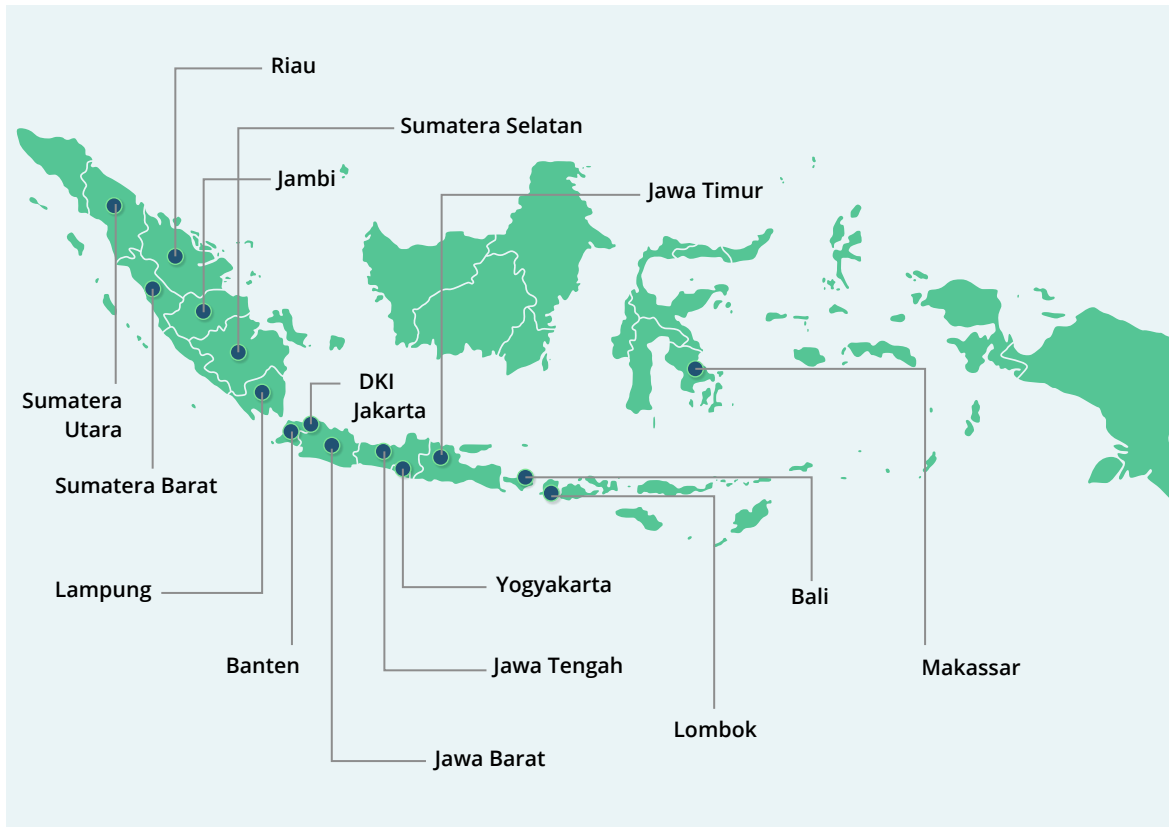 Riau
Sumatera Selatan
Jambi
Jawa Timur
DKI
Jakarta
Sumatera
Utara
Sumatera Barat
Lampung
Yogyakarta
Bali
Banten
Jawa Tengah
Makassar
Lombok
Jawa Barat